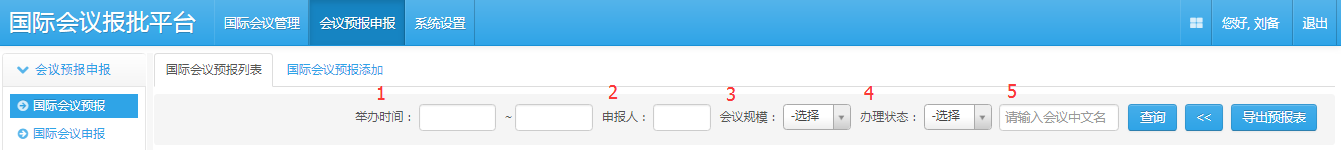 国际会议报批平台 国际会议管理 会议预报申报 系统设置 您好, 刘备 退出
会议预报申报 国际会议预报列表 国际会议预报添加
1 2 3 4 5
国际会议预报
举办时间： ~ 申报人： 会议规模： -选择 办理状态： -选择 请输入会议中文名 查询 << 导出预报表
国际会议申报